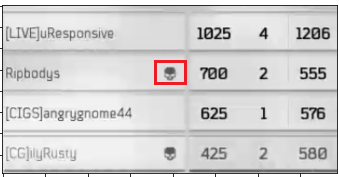 [LIVE]uResponsive 1025 4 1206
Ripbodys 700 2 555
[CIGS]angrygnome44 625 1 576
[CG]ilyRusty 425 2 580